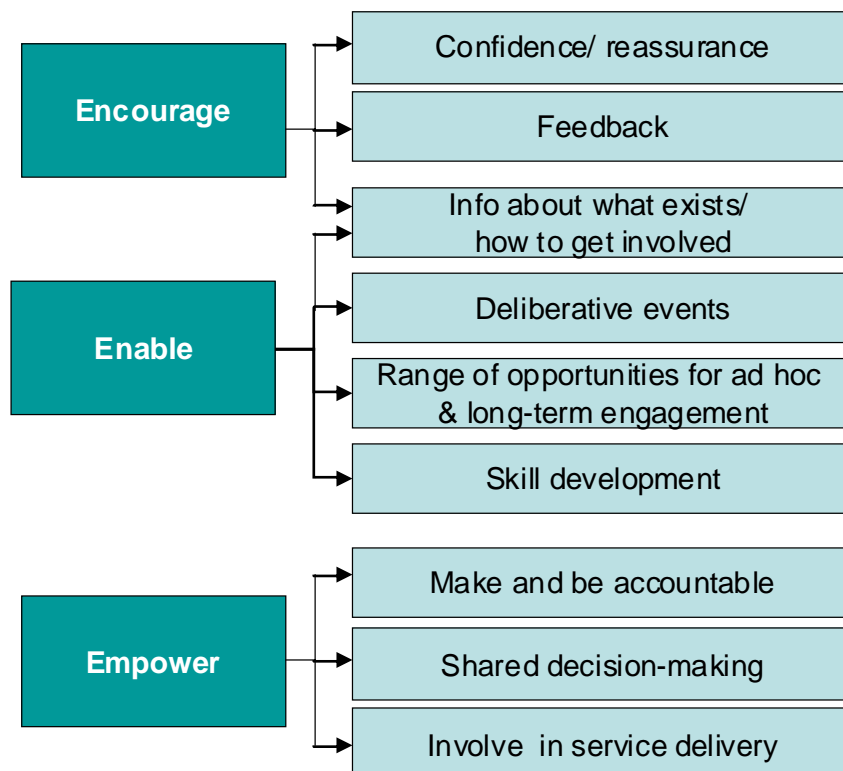 Encourage
Confidence/ reassurance
Feedback
Info about what exists/
how to get involved
Enable
Deliberative events
Range of opportunities for ad hoc
& long-term engagement
Skill development
Empower
Make and be accountable
Shared decision-making
Involve in service delivery